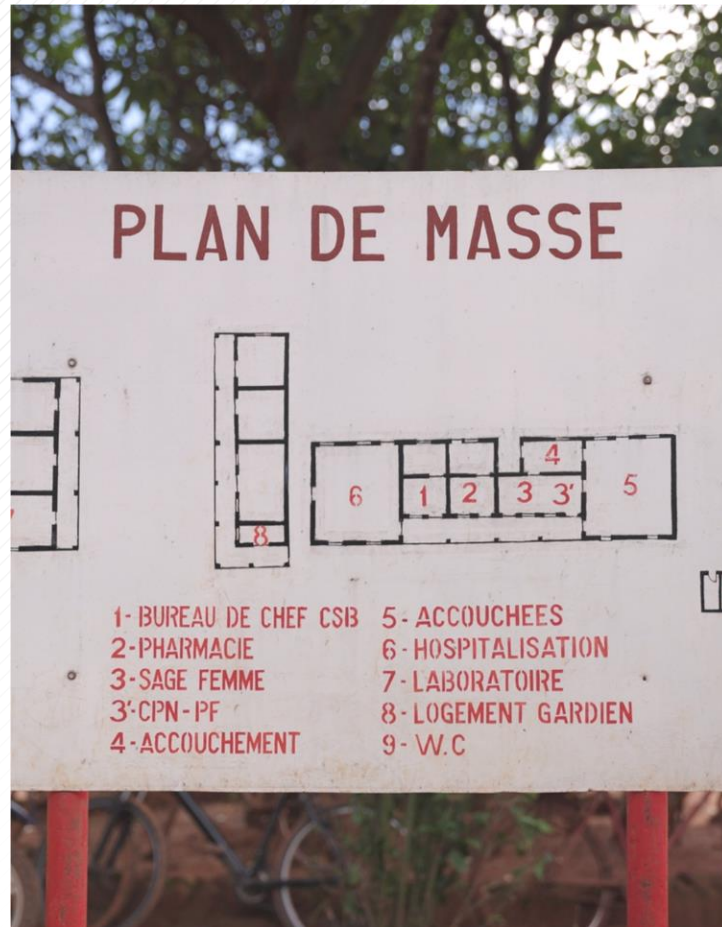 PLAN DE MASSE
7
8
6
1
2
3
3'
4
5
1- BUREAU DE CHEF CSB
2-PHARMACIE
3-SAGE FEMME
3'-CPN-PF
4-ACCOUCHEMENT
5- ACCOUCHEES
6- HOSPITALISATION
7- LABORATOIRE
8- LOGEMENT GARDIEN
9- W.C